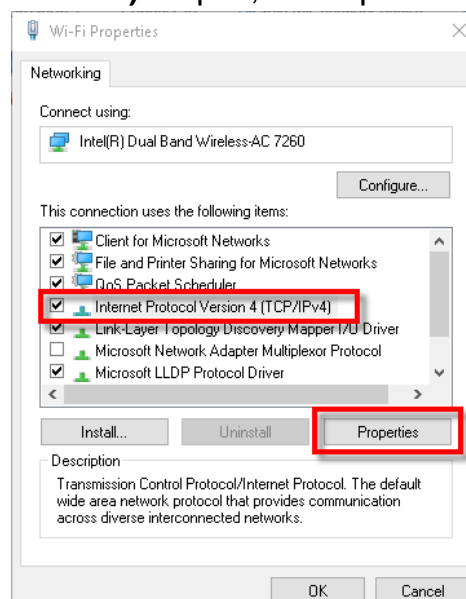 Wi-Fi Properties
Networking
Connect using:
Intel(R) Dual Band Wireless-AC 7260
Configure...
This connection uses the following items:
Client for Microsoft Networks
File and Printer Sharing for Microsoft Networks
QoS Packet Scheduler
Internet Protocol Version 4 (TCP/IPv4)
Link-Layer Topology Discovery Mapper I/O Driver
Microsoft Network Adapter Multiplexor Protocol
Microsoft LLDP Protocol Driver
Install... Uninstall Properties
Description
Transmission Control Protocol/Internet Protocol. The default
wide area network protocol that provides communication
across diverse interconnected networks.
OK Cancel